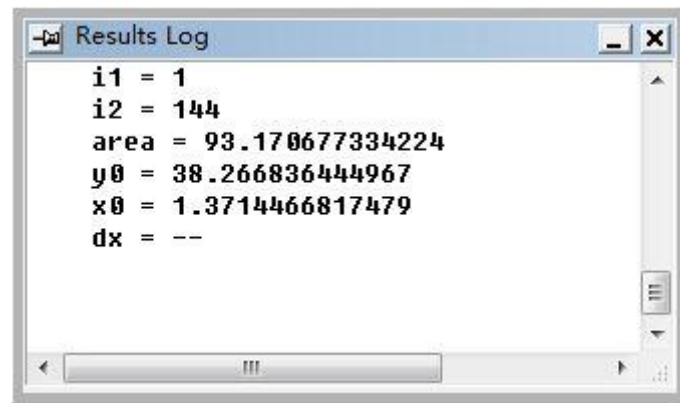 Results Log
i1 = 1
i2 = 144
area = 93.170677334224
y0 = 38.266836444967
x0 = 1.3714466817479
dx = --